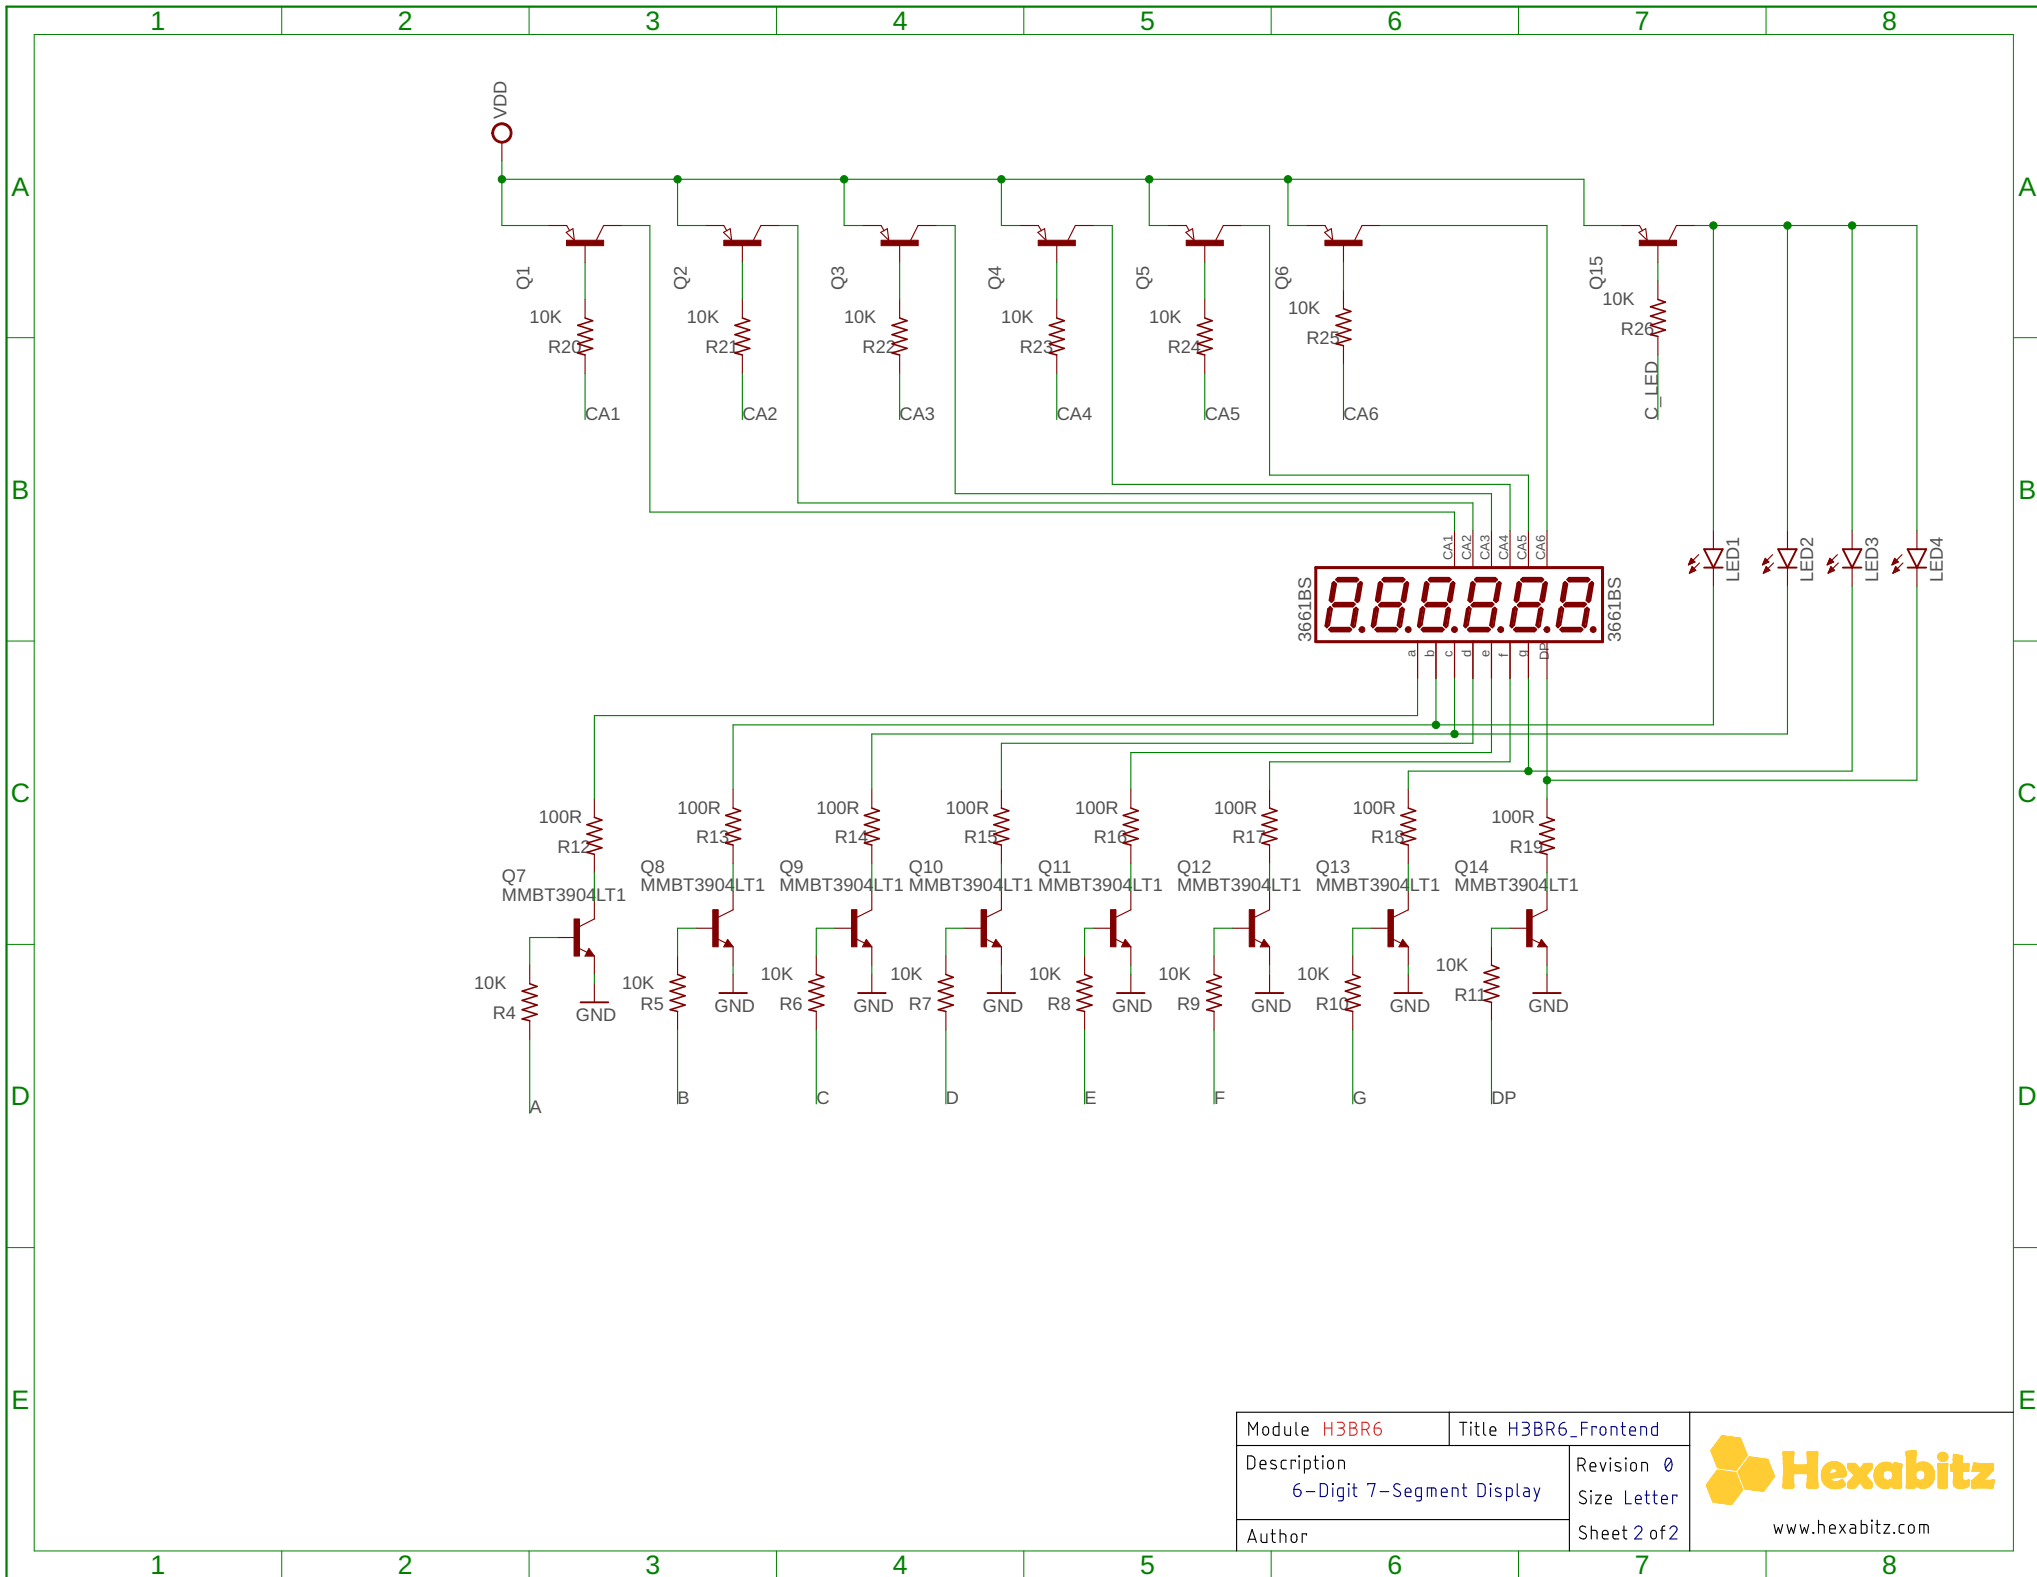 1 2 3 4 5 6 7 8
VDD
A A
Q1 Q2 Q3 Q4 Q5 Q6 Q15
10K 10K 10K 10K 10K 10K 10K
R20 R21 R22 R23 R24 R25 R26
CA1 CA2 CA3 CA4 CA5 CA6 C_LED
B B
CA1 CA2 CA3 CA4 CA5 CA6
LED1 LED2 LED3 LED4
3661BS 3661BS
a b c d e f g DP
C C
100R 100R 100R 100R 100R 100R 100R 100R
R12 R13 R14 R15 R16 R17 R18 R19
Q7 Q8 Q9 Q10 Q11 Q12 Q13 Q14
MMBT3904LT1 MMBT3904LT1 MMBT3904LT1 MMBT3904LT1 MMBT3904LT1 MMBT3904LT1 MMBT3904LT1 MMBT3904LT1
10K 10K 10K 10K 10K 10K 10K 10K
R4 R5 R6 R7 R8 R9 R10 R11
GND GND GND GND GND GND GND GND
D D
A B C D E F G DP
E E
Module H3BR6
Title H3BR6_Frontend
Description
6-Digit 7-Segment Display
Revision 0
Size Letter
Author
Sheet 2 of 2
Hexabitz
www.hexabitz.com
1 2 3 4 5 6 7 8